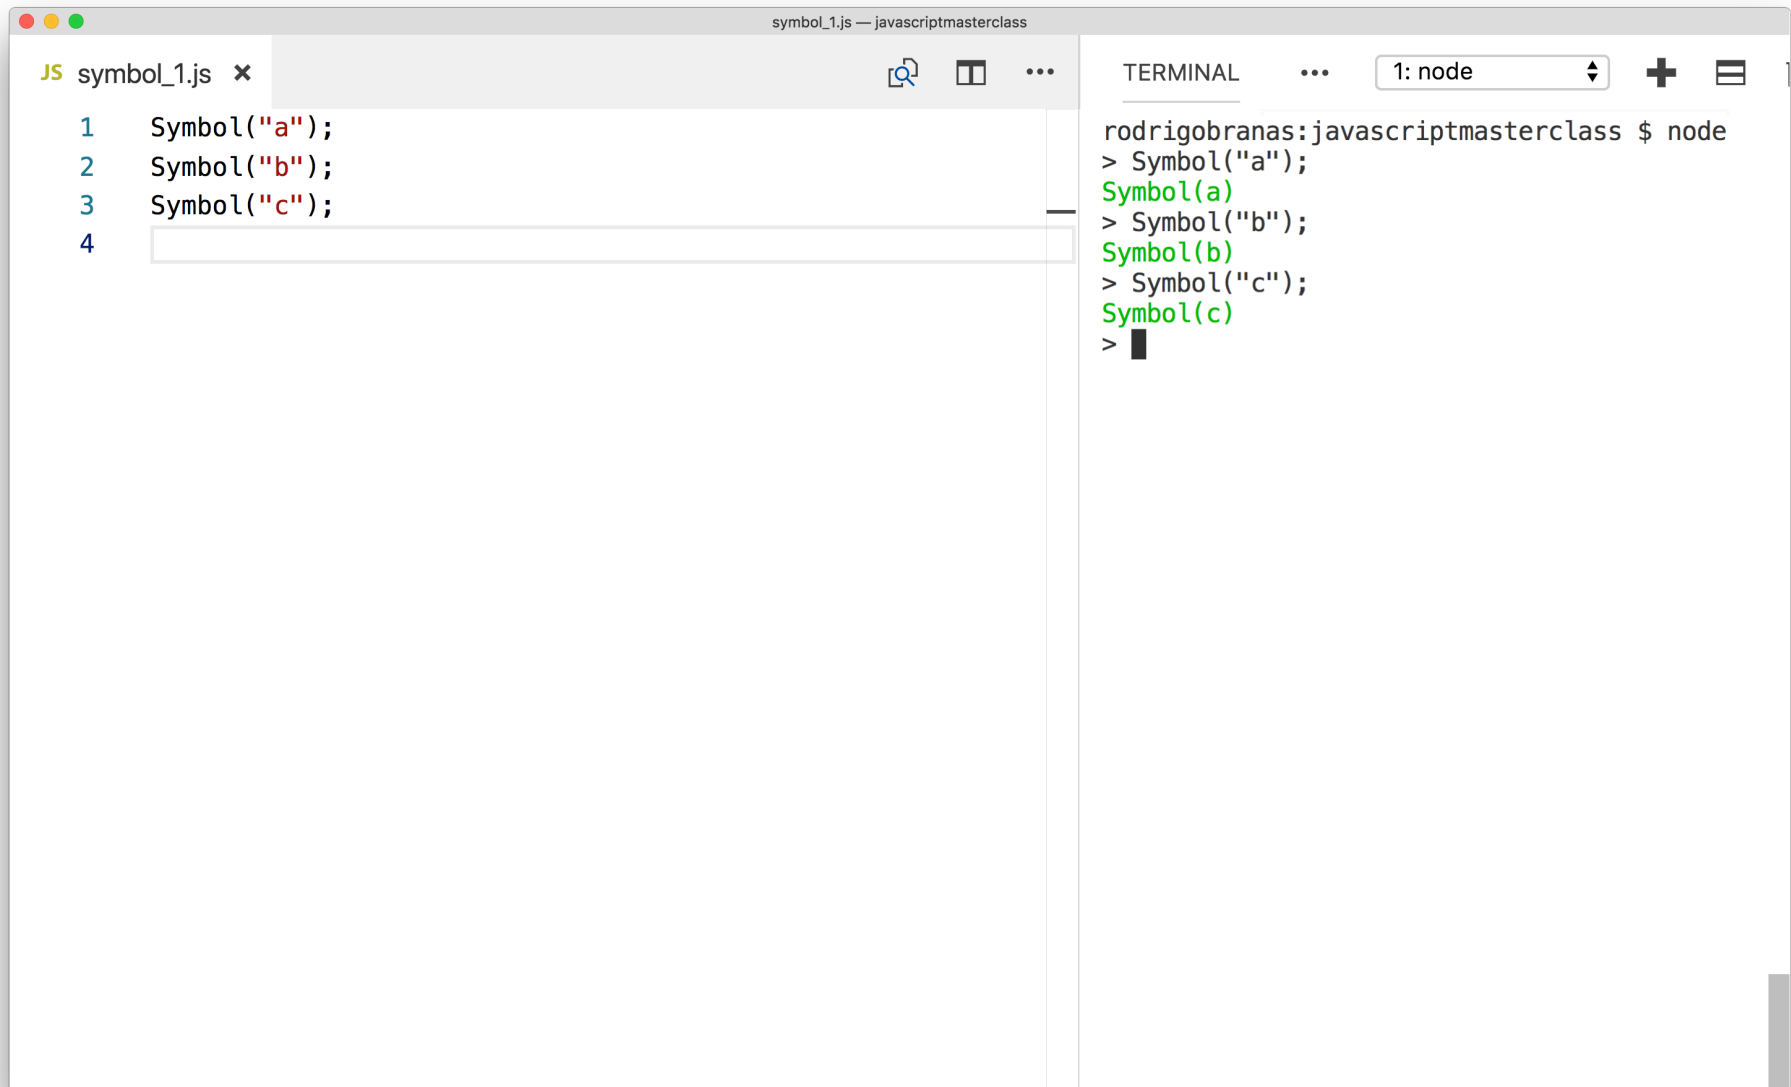 symbol_1.js — javascriptmasterclass
JS symbol_1.js
1 Symbol("a");
2 Symbol("b");
3 Symbol("c");
4
TERMINAL
1: node
rodrigobranas:javascriptmasterclass $ node
> Symbol("a");
Symbol(a)
> Symbol("b");
Symbol(b)
> Symbol("c");
Symbol(c)
>